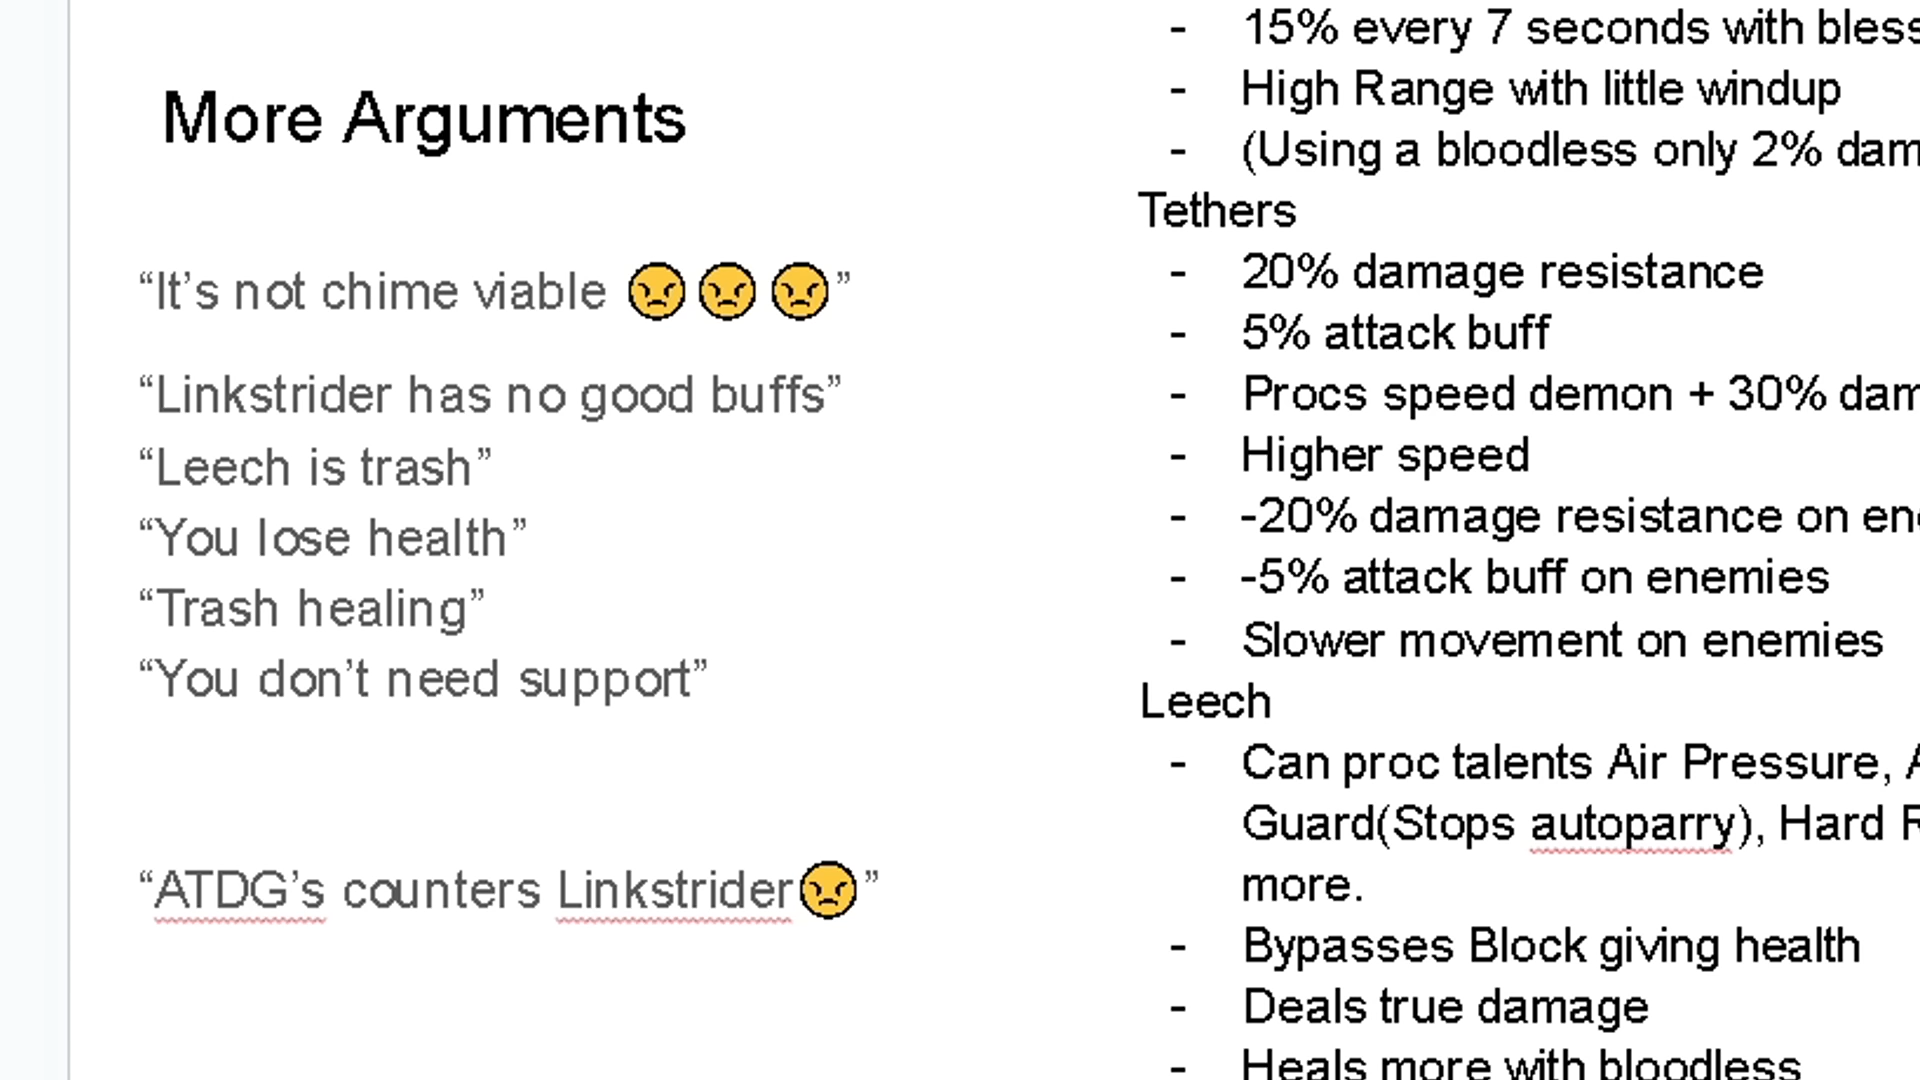 More Arguments
“It’s not chime viable 😠😠😠”
“Linkstrider has no good buffs”
“Leech is trash”
“You lose health”
“Trash healing”
“You don’t need support”
“ATDG’s counters Linkstrider😠”
- 15% every 7 seconds with
- High Range with little windup
- (Using a bloodless only 2%
Tethers
- 20% damage resistance
- 5% attack buff
- Procs speed demon + 30%
- Higher speed
- -20% damage resistance on
- -5% attack buff on enemies
- Slower movement on enemies
Leech
- Can proc talents Air Pressure,
Guard(Stops autoparry), Hard
more.
- Bypasses Block giving health
- Deals true damage
- Heals more with bloodless